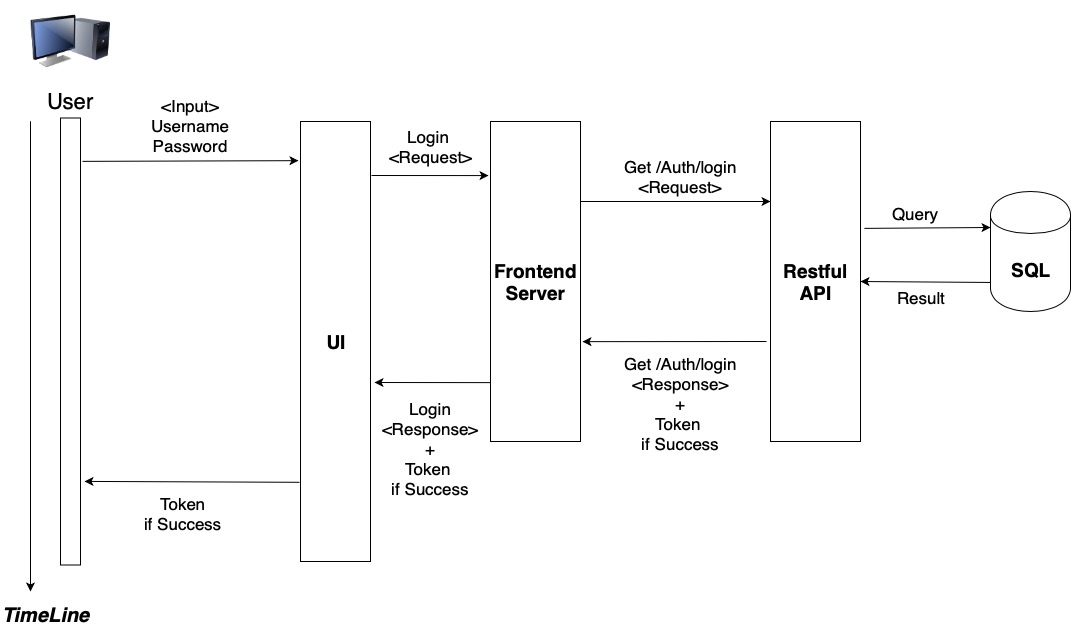 User
<Input>
Username
Password
Login
<Request>
Get /Auth/login
<Request>
Query
Frontend
Server
Restful
API
SQL
Result
UI
Get /Auth/login
<Response>
+
Token
if Success
Login
<Response>
+
Token
if Success
Token
if Success
TimeLine